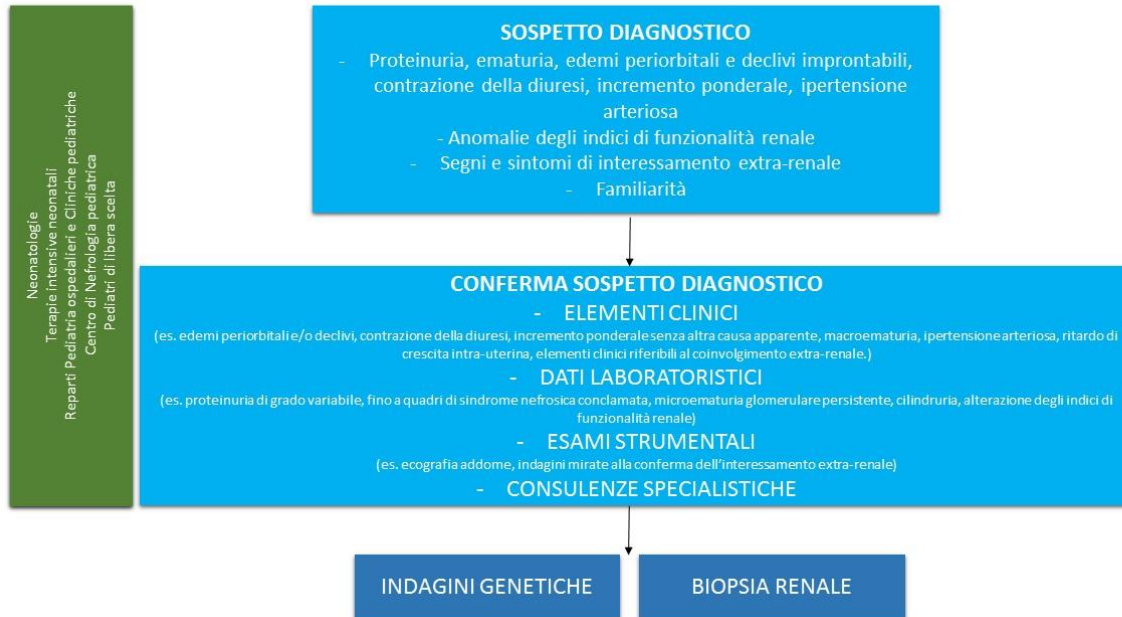 Neonatologie
Terapie intensive neonatali
Reparti Pediatria ospedalieri e Cliniche pediatriche
Centro di Nefrologia pediatrica
Pediatri di libera scelta
SOSPETTO DIAGNOSTICO
- Proteinuria, ematuria, edemi periorbitali e declivi improntabili,
contrazione della diuresi, incremento ponderale, ipertensione
arteriosa
- Anomalie degli indici di funzionalità renale
- Segni e sintomi di interessamento extra-renale
- Familiarità
CONFERMA SOSPETTO DIAGNOSTICO
- ELEMENTI CLINICI
(es. edemi periorbitali e/o declivi, contrazione della diuresi, incremento ponderale senza altra causa apparente, macroematuria, ipertensione arteriosa, ritardo di
crescita intra-uterina, elementi clinici riferibili al coinvolgimento extra-renale.)
- DATI LABORATORISTICI
(es. proteinuria di grado variabile, fino a quadri di sindrome nefrosica conclamata, microematuria glomerulare persistente, cilindruria, alterazione degli indici di
funzionalità renale)
- ESAMI STRUMENTALI
(es. ecografia addome, indagini mirate alla conferma dell'interessamento extra-renale)
- CONSULENZE SPECIALISTICHE
INDAGINI GENETICHE
BIOPSIA RENALE